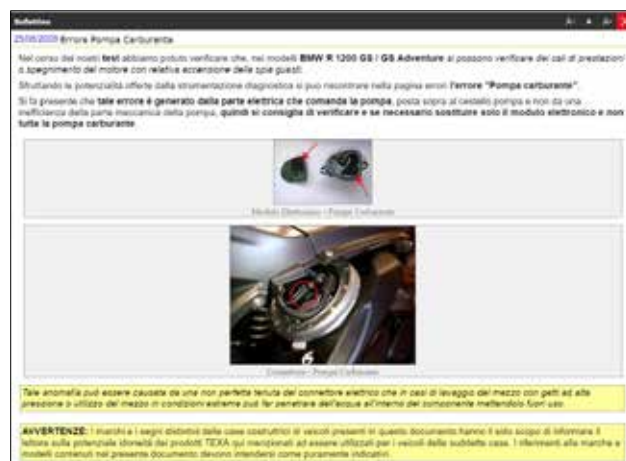 Bollettino
A- A A+ X
25/06/2009 Errore Pompa Carburante
Nel corso dei nostri test abbiamo potuto verificare che, nei modelli BMW R 1200 GS / GS Adventure si possono verificare dei cali di prestazioni
o spegnimento del motore con relativa accensione della spia guasti.
Sfruttando le potenzialità offerte dalla strumentazione diagnostica si può riscontrare nella pagina errori l'errore "Pompa carburante".
Si fa presente che tale errore è generato dalla parte elettrica che comanda la pompa, posta sopra al cestello pompa e non da una
inefficienza della parte meccanica della pompa, quindi si consiglia di verificare e se necessario sostituire solo il modulo elettronico e non
tutta la pompa carburante.
Modulo Elettronico - Pompa Carburante
Connettore - Pompa Carburante
Tale anomalia può essere causata da una non perfetta tenuta del connettore elettrico che in casi di lavaggio del mezzo con getti ad alta
pressione o utilizzo del mezzo in condizioni estreme può far penetrare dell'acqua all'interno del componente mettendolo fuori uso.
AVVERTENZE: I marchi e i segni distintivi delle case costruttrici di veicoli presenti in questo documento hanno il solo scopo di informare il
lettore sulla potenziale idoneità dei prodotti TEXA qui menzionati ad essere utilizzati per i veicoli delle suddette case. I riferimenti alle marche e
modelli contenuti nel presente documento devono intendersi come puramente indicativi.